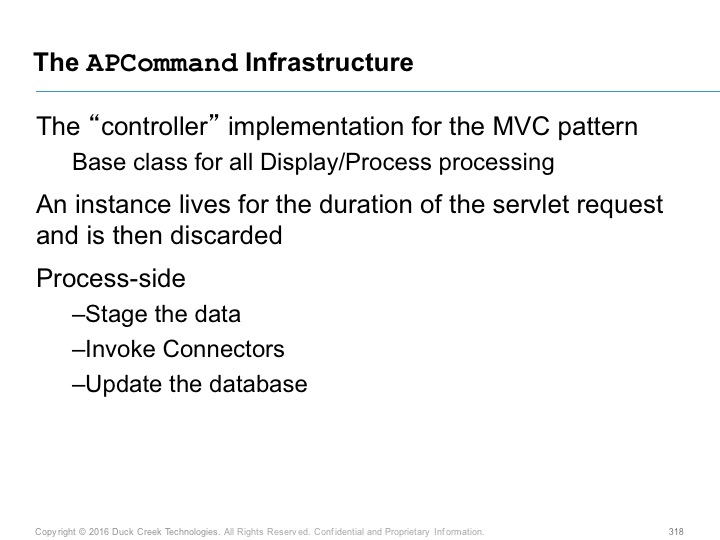 The APCommand Infrastructure
The “controller” implementation for the MVC pattern
Base class for all Display/Process processing
An instance lives for the duration of the servlet request
and is then discarded
Process-side
–Stage the data
–Invoke Connectors
–Update the database
Copyright © 2016 Duck Creek Technologies. All Rights Reserved. Confidential and Proprietary Information.
318